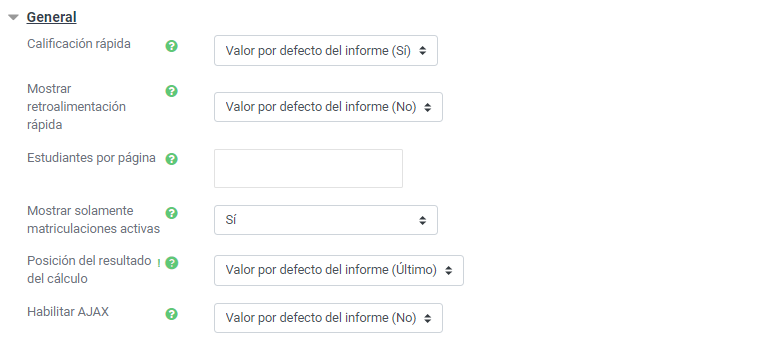 General
Calificación rápida
Valor por defecto del informe (Sí)
Mostrar
retroalimentación
rápida
Valor por defecto del informe (No)
Estudiantes por página
Mostrar solamente
matriculaciones activas
Sí
Posición del resultado !
del cálculo
Valor por defecto del informe (Último)
Habilitar AJAX
Valor por defecto del informe (No)